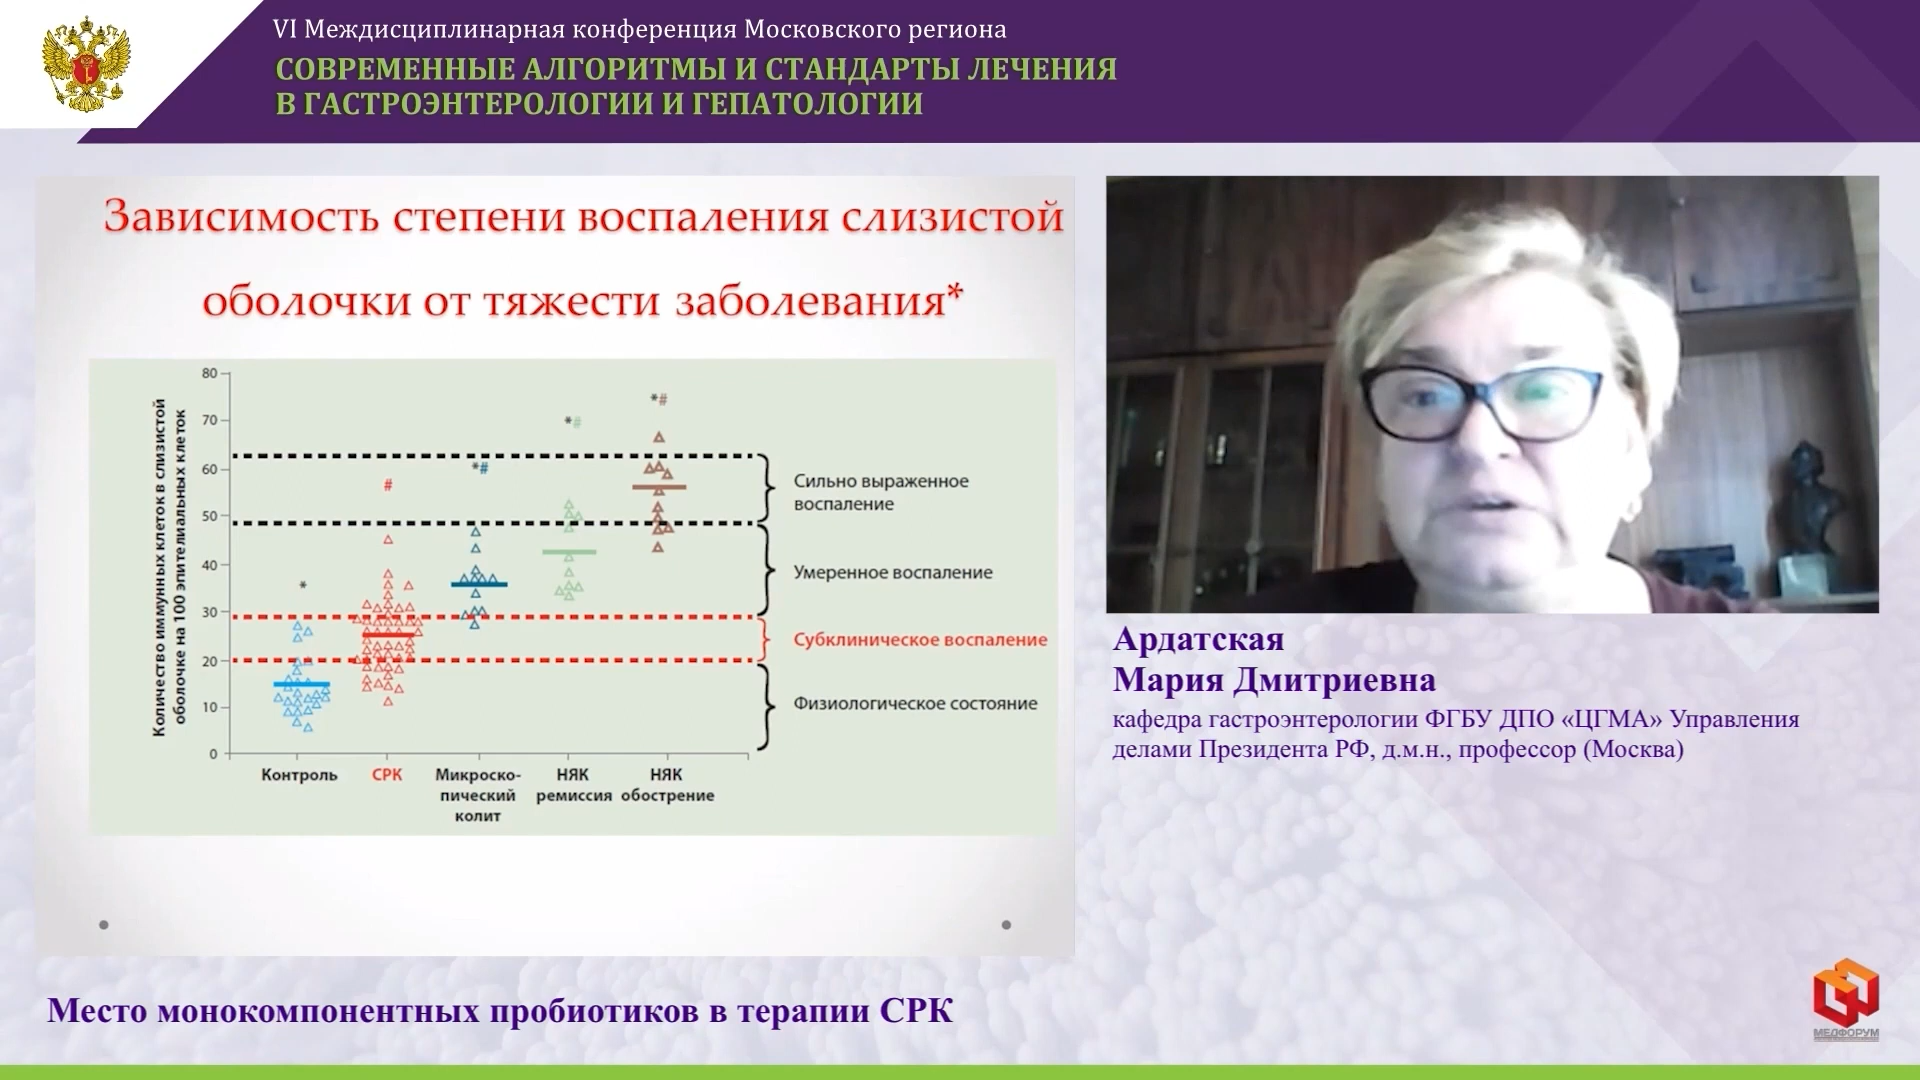 VI Междисциплинарная конференция Московского региона
СОВРЕМЕННЫЕ АЛГОРИТМЫ И СТАНДАРТЫ ЛЕЧЕНИЯ
В ГАСТРОЭНТЕРОЛОГИИ И ГЕПАТОЛОГИИ
Зависимость степени воспаления слизистой
оболочки от тяжести заболевания*
Количество иммунных клеток в слизистой
оболочке на 100 эпителиальных клеток
80
70
60
50
40
30
20
10
0
*
#
*#
*#
*#
Сильно выраженное
воспаление
Умеренное воспаление
Субклиническое воспаление
Физиологическое состояние
Контроль
СРК
Микроско-
пический
колит
НЯК
ремиссия
НЯК
обострение
Ардатская
Мария Дмитриевна
кафедра гастроэнтерологии ФГБУ ДПО «ЦГМА» Управления
делами Президента РФ, д.м.н., профессор (Москва)
Место монокомпонентных пробиотиков в терапии СРК
МЕДФОРУМ